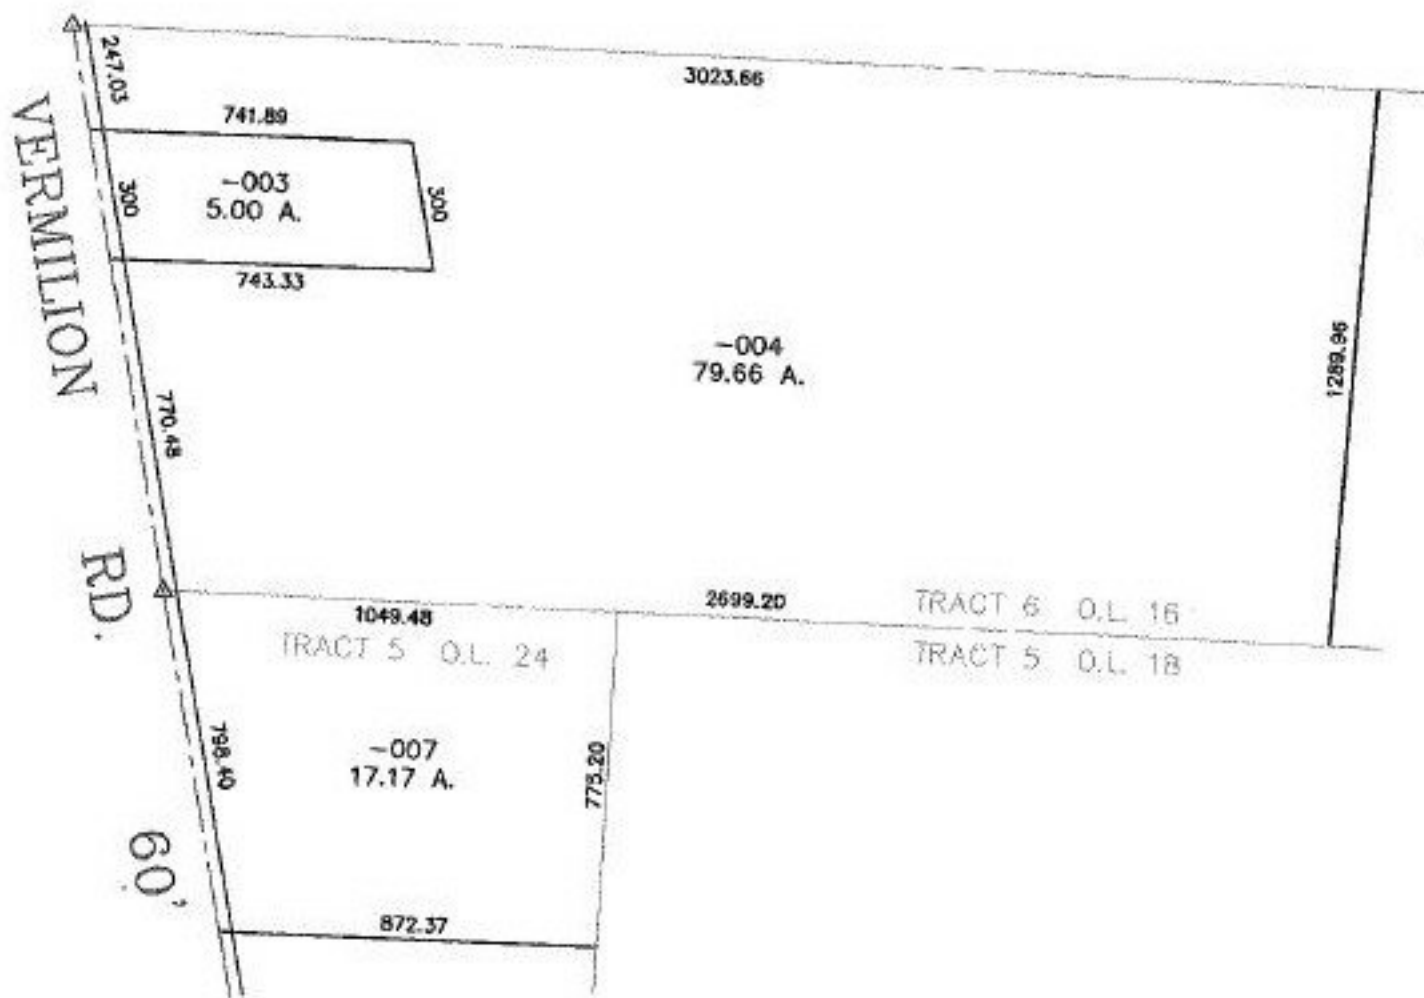 247.03
3023.66
741.89
-003
5.00 A.
300
300
743.33
VERMILION RD. 60'
-004
79.66 A.
1289.96
770.48
2699.20
TRACT 6 O.L. 16
1049.48
TRACT 5 O.L. 24
TRACT 5 O.L. 18
798.40
-007
17.17 A.
775.20
872.37